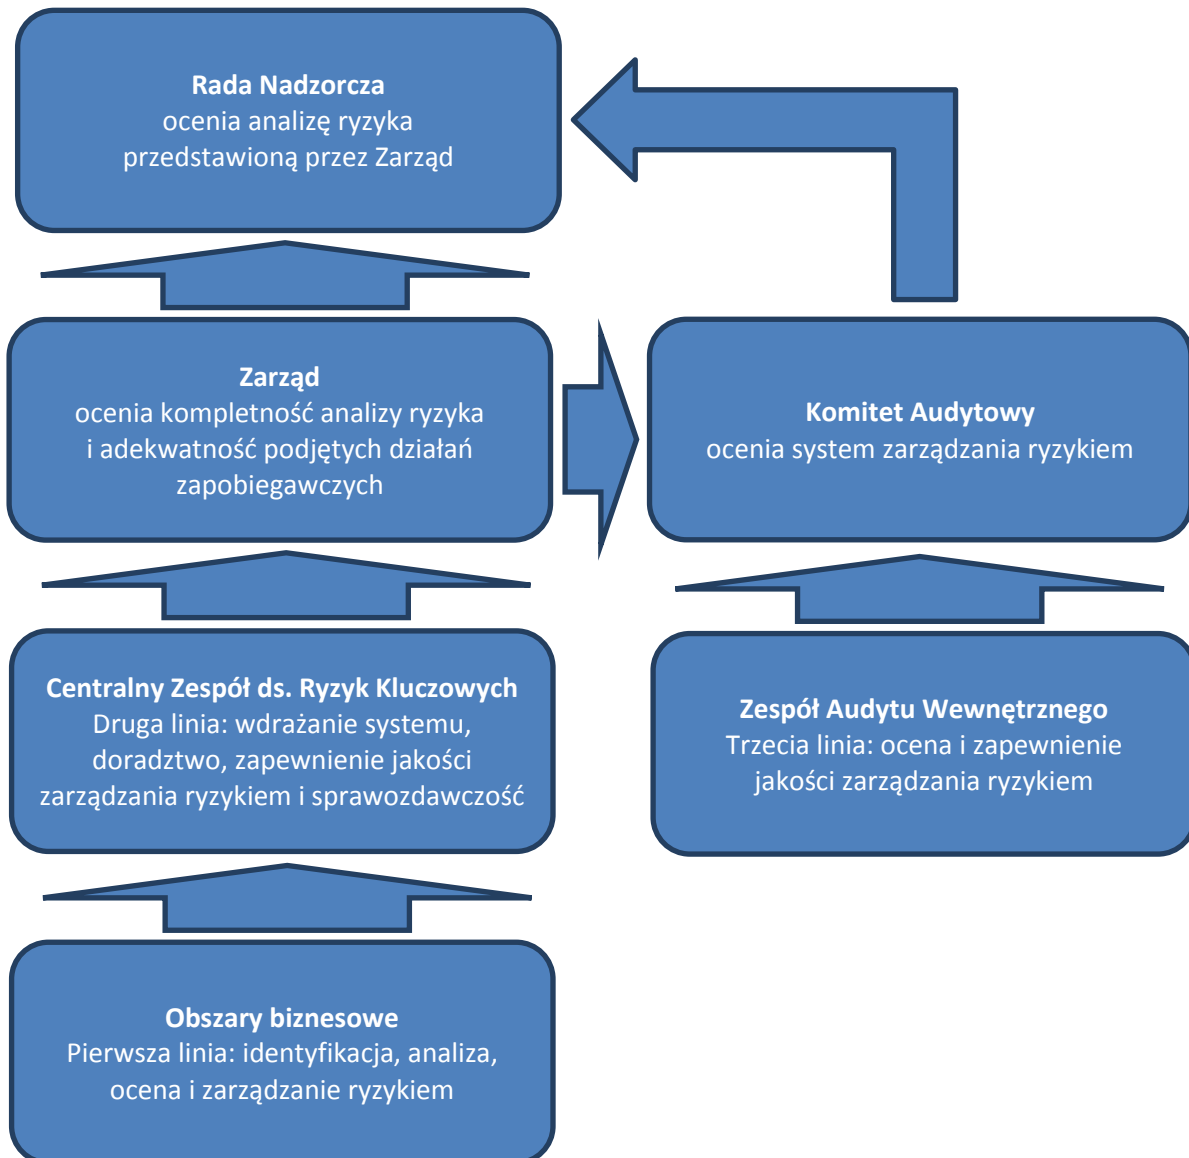 Rada Nadzorcza
ocenia analizę ryzyka
przedstawioną przez Zarząd
Zarząd
ocenia kompletność analizy ryzyka
i adekwatność podjętych działań
zapobiegawczych
Komitet Audytowy
ocenia system zarządzania ryzykiem
Centralny Zespół ds. Ryzyk Kluczowych
Druga linia: wdrażanie systemu,
doradztwo, zapewnienie jakości
zarządzania ryzykiem i sprawozdawczość
Zespół Audytu Wewnętrznego
Trzecia linia: ocena i zapewnienie
jakości zarządzania ryzykiem
Obszary biznesowe
Pierwsza linia: identyfikacja, analiza,
ocena i zarządzanie ryzykiem